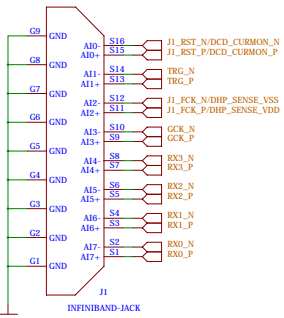 S16 J1_RST_N/DCD_CURMON_N
AI0-
G9 GND
S15 J1_RST_P/DCD_CURMON_P
AI0+
G8 GND
S14 TRG_N
AI1-
S13 TRG_P
AI1+
G7 GND
S12 J1_FCK_N/DHP_SENSE_VSS
AI2-
S11 J1_FCK_P/DHP_SENSE_VDD
AI2+
G6 GND
S10 GCK_N
AI3-
S9 GCK_P
AI3+
G5 GND
S8 RX3_N
AI4-
S7 RX3_P
AI4+
G4 GND
S6 RX2_N
AI5-
S5 RX2_P
AI5+
G3 GND
S4 RX1_N
AI6-
S3 RX1_P
AI6+
G2 GND
S2 RX0_N
AI7-
S1 RX0_P
AI7+
G1 GND
J1
INFINIBAND-JACK